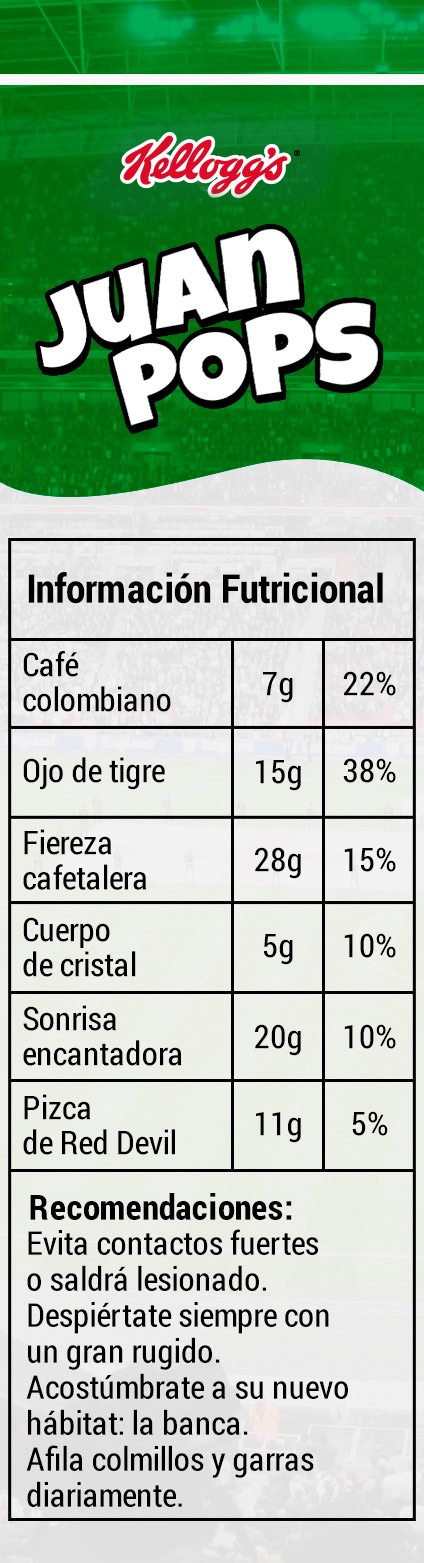 Kellogg's®
JUAN
POPS
Información Futricional
Café
colombiano 7g 22%
Ojo de tigre 15g 38%
Fiereza
cafetalera 28g 15%
Cuerpo
de cristal 5g 10%
Sonrisa
encantadora 20g 10%
Pizca
de Red Devil 11g 5%
Recomendaciones:
Evita contactos fuertes
o saldrá lesionado.
Despiértate siempre con
un gran rugido.
Acostúmbrate a su nuevo
hábitat: la banca.
Afila colmillos y garras
diariamente.